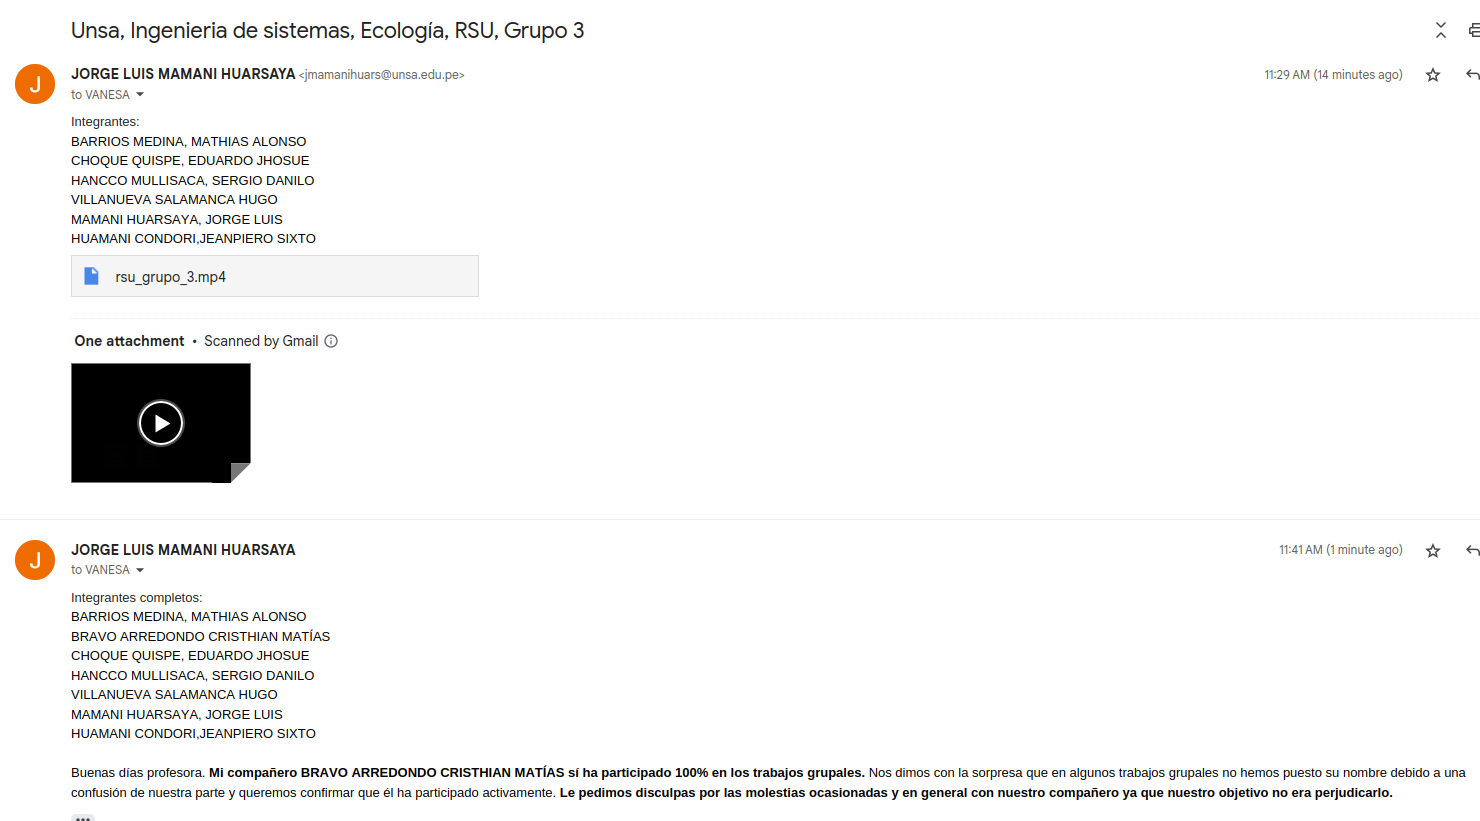 Unsa, Ingenieria de sistemas, Ecología, RSU, Grupo 3
J
JORGE LUIS MAMANI HUARSAYA <jmamanihuars@unsa.edu.pe>
11:29 AM (14 minutes ago)
to VANESA
Integrantes:
BARRIOS MEDINA, MATHIAS ALONSO
CHOQUE QUISPE, EDUARDO JHOSUE
HANCCO MULLISACA, SERGIO DANILO
VILLANUEVA SALAMANCA HUGO
MAMANI HUARSAYA, JORGE LUIS
HUAMANI CONDORI,JEANPIERO SIXTO
rsu_grupo_3.mp4
One attachment • Scanned by Gmail
J
JORGE LUIS MAMANI HUARSAYA
11:41 AM (1 minute ago)
to VANESA
Integrantes completos:
BARRIOS MEDINA, MATHIAS ALONSO
BRAVO ARREDONDO CRISTHIAN MATÍAS
CHOQUE QUISPE, EDUARDO JHOSUE
HANCCO MULLISACA, SERGIO DANILO
VILLANUEVA SALAMANCA HUGO
MAMANI HUARSAYA, JORGE LUIS
HUAMANI CONDORI,JEANPIERO SIXTO
Buenas días profesora. Mi compañero BRAVO ARREDONDO CRISTHIAN MATÍAS sí ha participado 100% en los trabajos grupales. Nos dimos con la sorpresa que en algunos trabajos grupales no hemos puesto su nombre debido a una
confusión de nuestra parte y queremos confirmar que él ha participado activamente. Le pedimos disculpas por las molestias ocasionadas y en general con nuestro compañero ya que nuestro objetivo no era perjudicarlo.